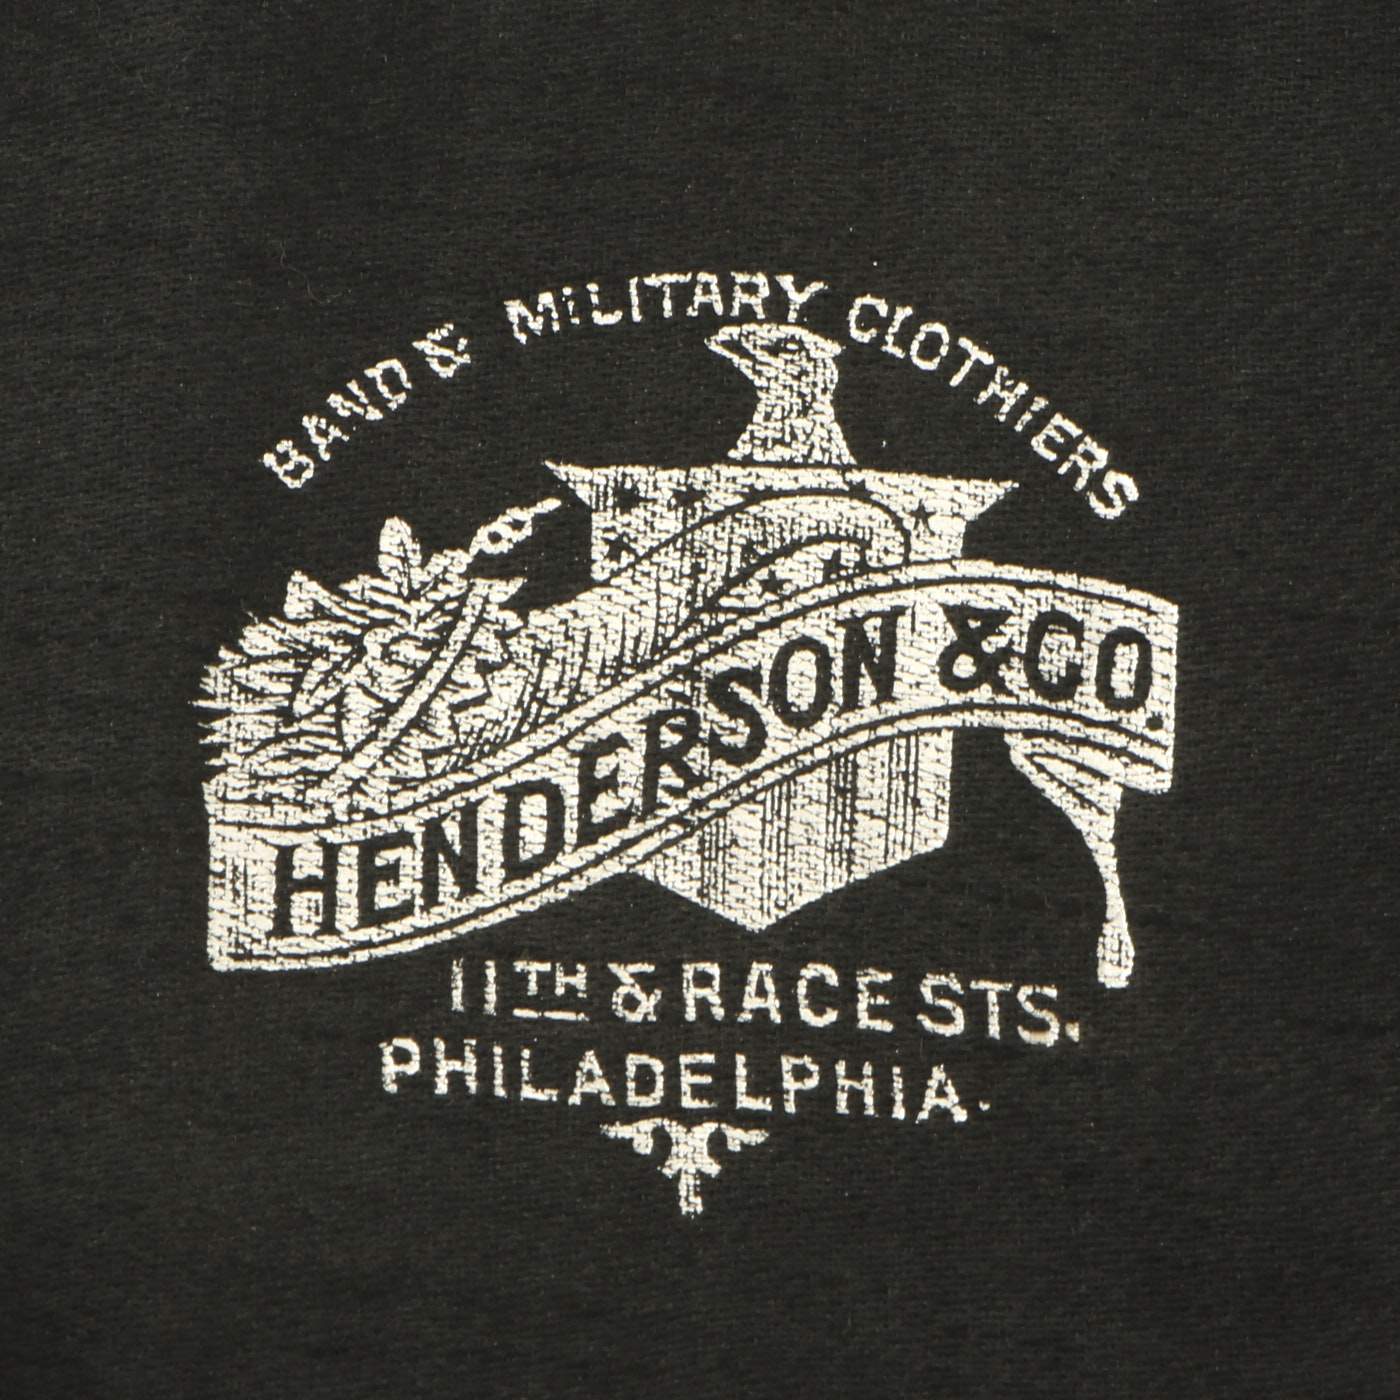 BAND & MILITARY CLOTHIERS
HENDERSON & CO.
11TH & RACE STS.
PHILADELPHIA.